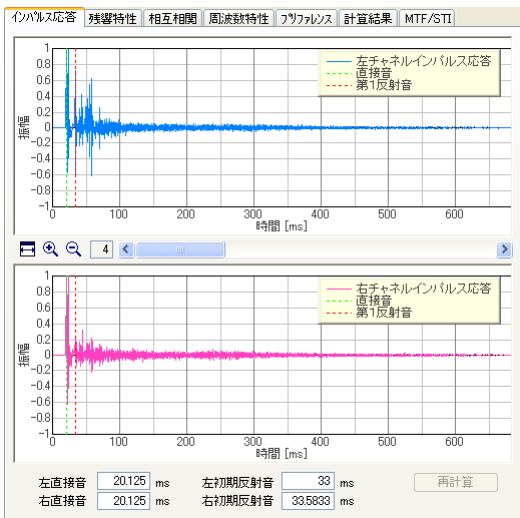 インパルス応答 残響特性 相互相関 周波数特性 プリファレンス 計算結果 MTF/STI
1
0.8
0.6
0.4
0.2
0
-0.2
-0.4
-0.6
-0.8
-1
振幅
左チャネルインパルス応答
直接音
第1反射音
0 100 200 300 400 500 600
時間 [ms]
4
1
0.8
0.6
0.4
0.2
0
-0.2
-0.4
-0.6
-0.8
-1
振幅
右チャネルインパルス応答
直接音
第1反射音
0 100 200 300 400 500 600
時間 [ms]
左直接音 20.125 ms 左初期反射音 33 ms 再計算
右直接音 20.125 ms 右初期反射音 33.5833 ms